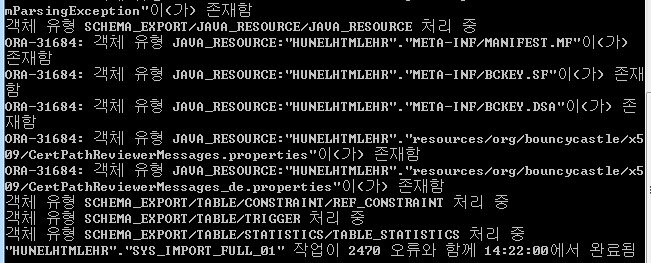 mParsingException"이(가) 존재함
객체 유형 SCHEMA_EXPORT/JAVA_RESOURCE/JAVA_RESOURCE 처리 중
ORA-31684: 객체 유형 JAVA_RESOURCE:"HUNELHTMLEHR"."META-INF/MANIFEST.MF"이(가)
존재함
ORA-31684: 객체 유형 JAVA_RESOURCE:"HUNELHTMLEHR"."META-INF/BCKEY.SF"이(가) 존재
함
ORA-31684: 객체 유형 JAVA_RESOURCE:"HUNELHTMLEHR"."META-INF/BCKEY.DSA"이(가) 존
재함
ORA-31684: 객체 유형 JAVA_RESOURCE:"HUNELHTMLEHR"."resources/org/bouncycastle/x5
09/CertPathReviewerMessages.properties"이(가) 존재함
ORA-31684: 객체 유형 JAVA_RESOURCE:"HUNELHTMLEHR"."resources/org/bouncycastle/x5
09/CertPathReviewerMessages_de.properties"이(가) 존재함
객체 유형 SCHEMA_EXPORT/TABLE/CONSTRAINT/REF_CONSTRAINT 처리 중
객체 유형 SCHEMA_EXPORT/TABLE/TRIGGER 처리 중
객체 유형 SCHEMA_EXPORT/TABLE/STATISTICS/TABLE_STATISTICS 처리 중
"HUNELHTMLEHR"."SYS_IMPORT_FULL_01" 작업이 2470 오류와 함께 14:22:00에서 완료됨